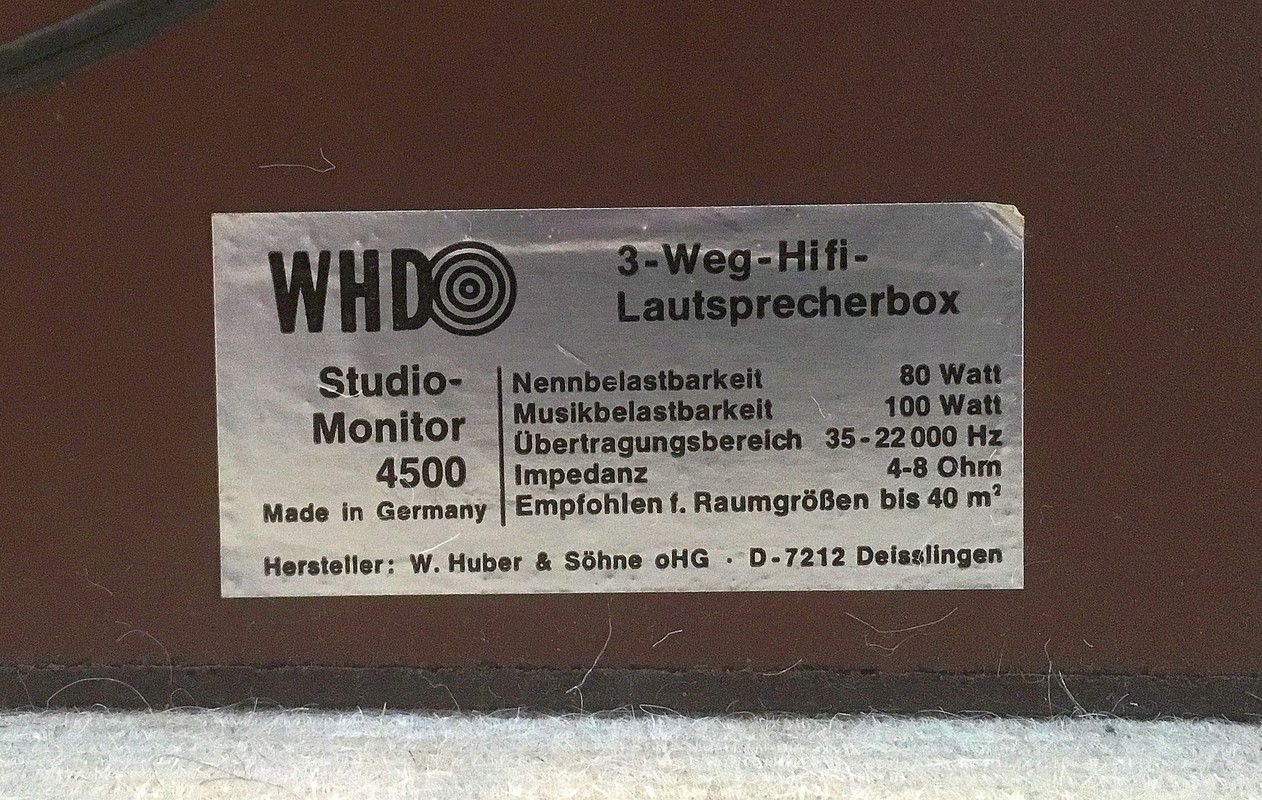 WHD
3-Weg-Hifi-
Lautsprecherbox
Studio-
Monitor
4500
Made in Germany
Nennbelastbarkeit 80 Watt
Musikbelastbarkeit 100 Watt
Übertragungsbereich 35-22 000 Hz
Impedanz 4-8 Ohm
Empfohlen f. Raumgrößen bis 40 m²
Hersteller: W. Huber & Söhne oHG · D-7212 Deisslingen